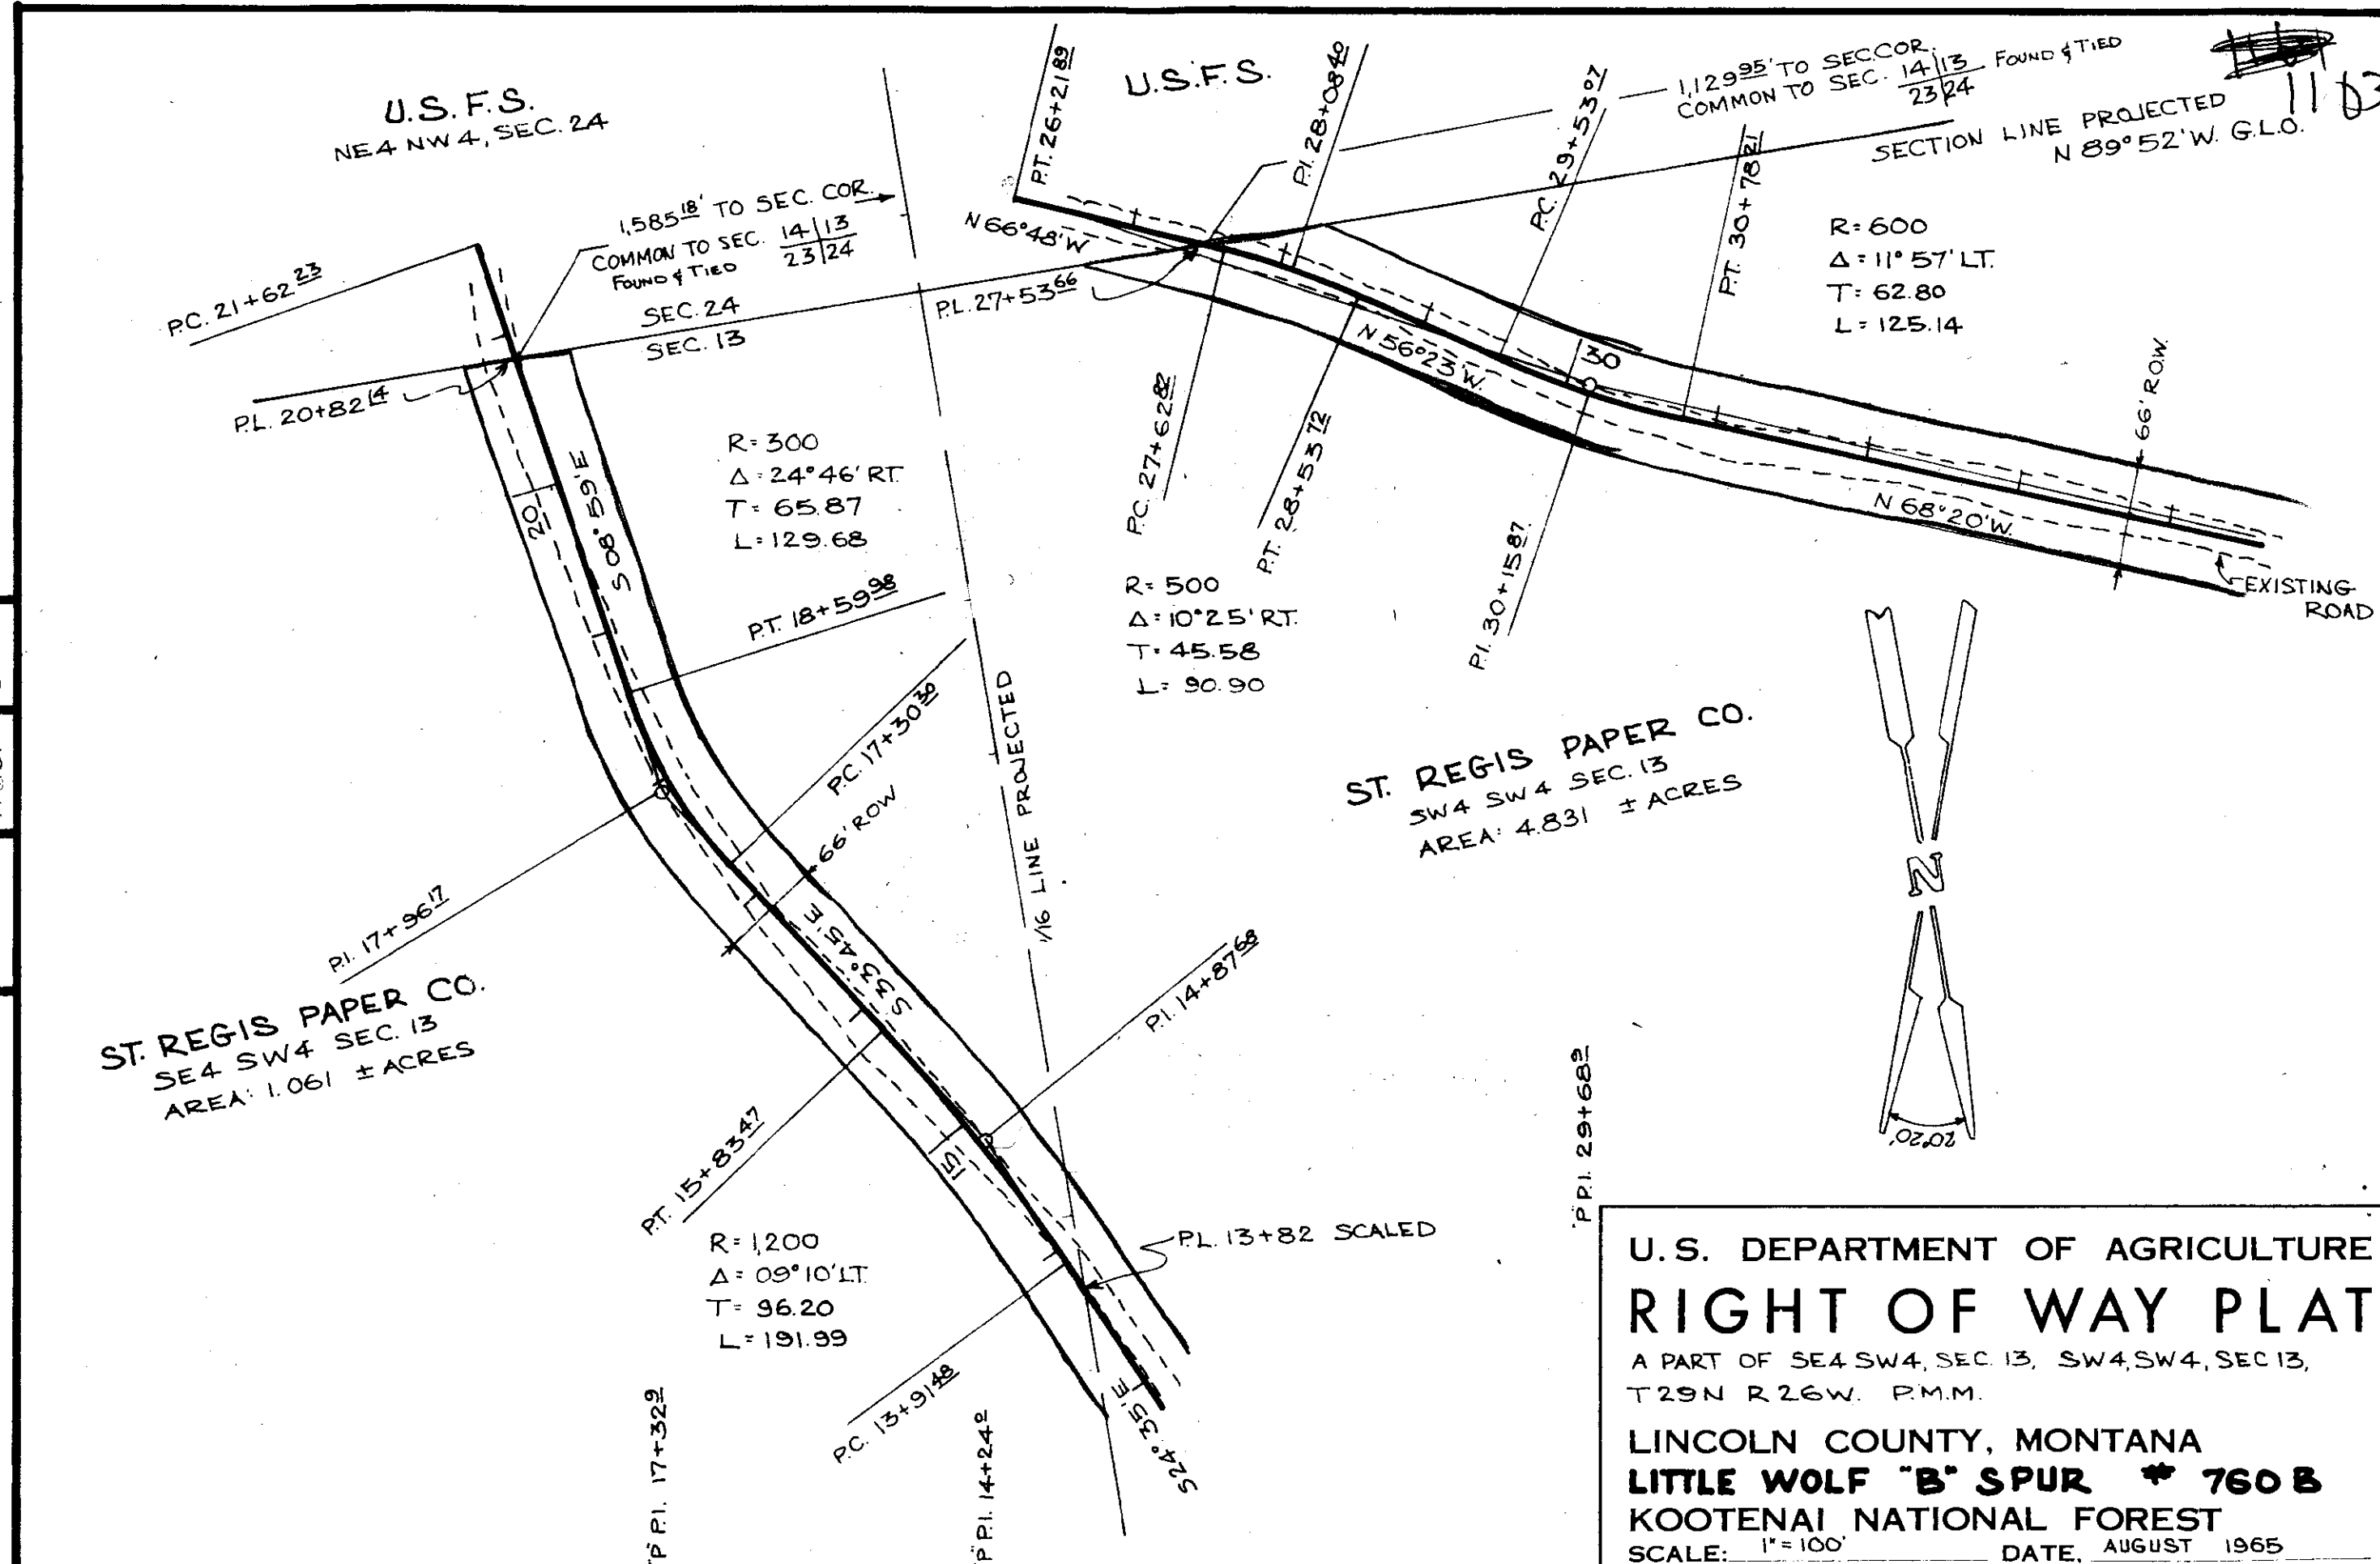 U.S.F.S.
NE4 NW4, SEC. 24
1,585 18' TO SEC. COR.
COMMON TO SEC. 14|13
23|24
FOUND & TIED
P.C. 21+62 23
SEC. 24
SEC. 13
P.L. 20+82 14
20
S 08° 59' E
R= 300
Δ= 24° 46' RT.
T= 65.87
L= 129.68
P.T. 18+59 98
P.C. 17+30 30
66' ROW
P.I. 17+96 17
S 33° 45' E
1/16 LINE PROJECTED
ST. REGIS PAPER CO.
SE4 SW4 SEC. 13
AREA: 1.061 ± ACRES
P.I. 14+87 68
P.T. 15+83 47
15
R= 1,200
Δ= 09° 10' LT.
T= 96.20
L= 191.99
P.L. 13+82 SCALED
P.C. 13+91 48
S 24° 35' E
"P" P.I. 17+32 9
"P" P.I. 14+24 0
U.S.F.S.
P.T. 26+21 89
P.I. 28+08 40
1,129 95' TO SEC. COR.
COMMON TO SEC. 14|13
23|24
FOUND & TIED
SECTION LINE PROJECTED
N 89° 52' W. G.L.O.
N 66° 48' W
P.L. 27+53 66
P.C. 29+53 07
P.T. 30+78 21
R= 600
Δ= 11° 57' LT.
T= 62.80
L= 125.14
N 56° 23' W.
30
P.C. 27+62 82
P.T. 28+53 72
66' ROW.
N 68° 20' W.
EXISTING
ROAD
R= 500
Δ= 10° 25' RT.
T= 45.58
L= 90.90
P.I. 30+15 87
ST. REGIS PAPER CO.
SW4 SW4 SEC. 13
AREA: 4.831 ± ACRES
N
20°20'
"P" P.I. 29+68 2
U.S. DEPARTMENT OF AGRICULTURE
RIGHT OF WAY PLAT
A PART OF SE4 SW4, SEC. 13, SW4, SW4, SEC 13,
T29N R26W. P.M.M.
LINCOLN COUNTY, MONTANA
LITTLE WOLF "B" SPUR # 760 B
KOOTENAI NATIONAL FOREST
SCALE: 1"=100' DATE, AUGUST 1965